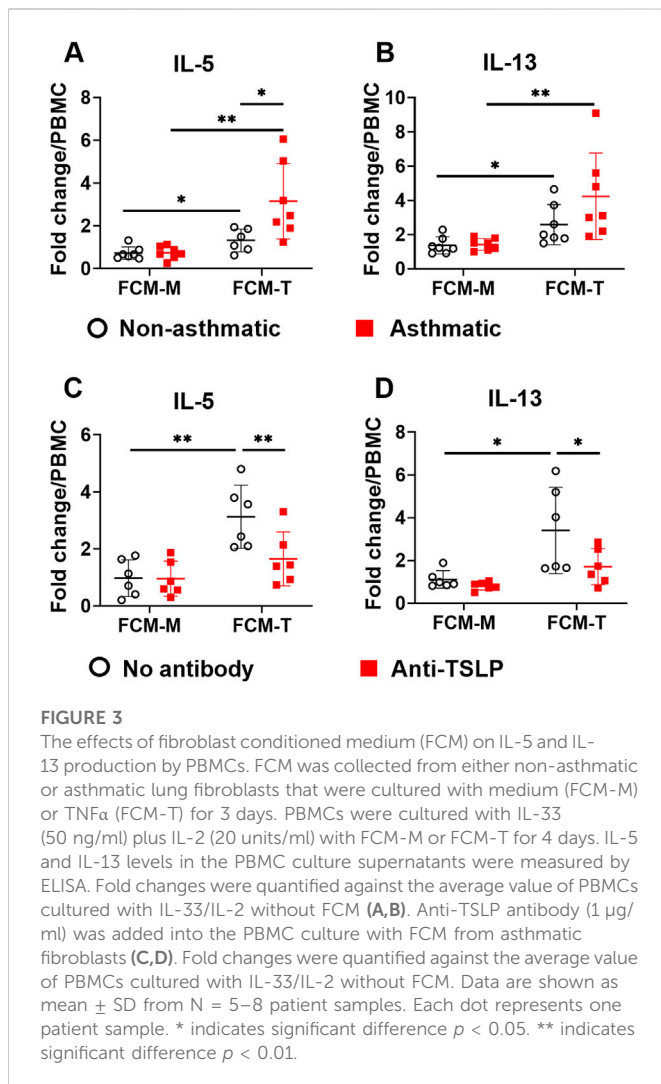 A
IL-5
Fold change/PBMC
8
6
4
2
0
*
**
*
FCM-M
FCM-T
B
IL-13
Fold change/PBMC
10
8
6
4
2
0
**
*
FCM-M
FCM-T
Non-asthmatic
Asthmatic
C
IL-5
Fold change/PBMC
6
4
2
0
**
**
FCM-M
FCM-T
D
IL-13
Fold change/PBMC
8
6
4
2
0
*
*
FCM-M
FCM-T
No antibody
Anti-TSLP
FIGURE 3
The effects of fibroblast conditioned medium (FCM) on IL-5 and IL-
13 production by PBMCs. FCM was collected from either non-asthmatic
or asthmatic lung fibroblasts that were cultured with medium (FCM-M)
or TNFα (FCM-T) for 3 days. PBMCs were cultured with IL-33
(50 ng/ml) plus IL-2 (20 units/ml) with FCM-M or FCM-T for 4 days. IL-5
and IL-13 levels in the PBMC culture supernatants were measured by
ELISA. Fold changes were quantified against the average value of PBMCs
cultured with IL-33/IL-2 without FCM (A,B). Anti-TSLP antibody (1 µg/
ml) was added into the PBMC culture with FCM from asthmatic
fibroblasts (C,D). Fold changes were quantified against the average value
of PBMCs cultured with IL-33/IL-2 without FCM. Data are shown as
mean ± SD from N = 5–8 patient samples. Each dot represents one
patient sample. * indicates significant difference p < 0.05. ** indicates
significant difference p < 0.01.